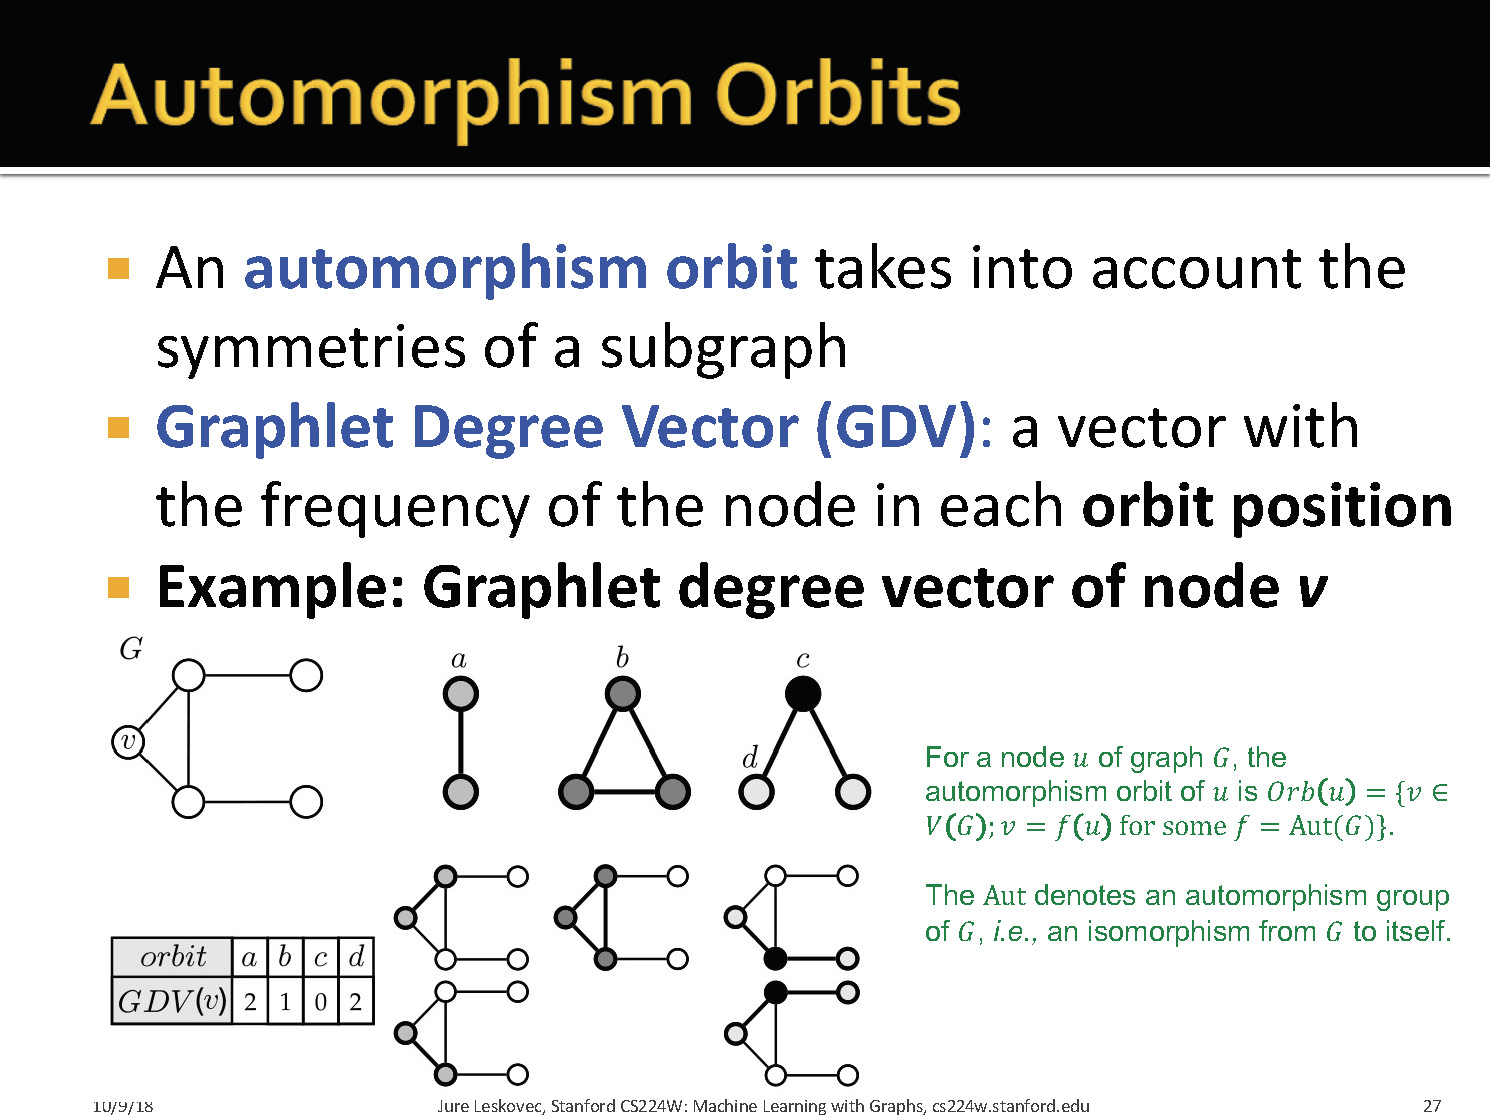 Automorphism Orbits
An automorphism orbit takes into account the
symmetries of a subgraph
Graphlet Degree Vector (GDV): a vector with
the frequency of the node in each orbit position
Example: Graphlet degree vector of node v
G
v
a
b
c
d
For a node u of graph G, the
automorphism orbit of u is Orb(u) = {v ∈
V(G); v = f(u) for some f = Aut(G)}.
The Aut denotes an automorphism group
of G, i.e., an isomorphism from G to itself.
orbit a b c d
GDV(v) 2 1 0 2
10/9/18 Jure Leskovec, Stanford CS224W: Machine Learning with Graphs, cs224w.stanford.edu 27